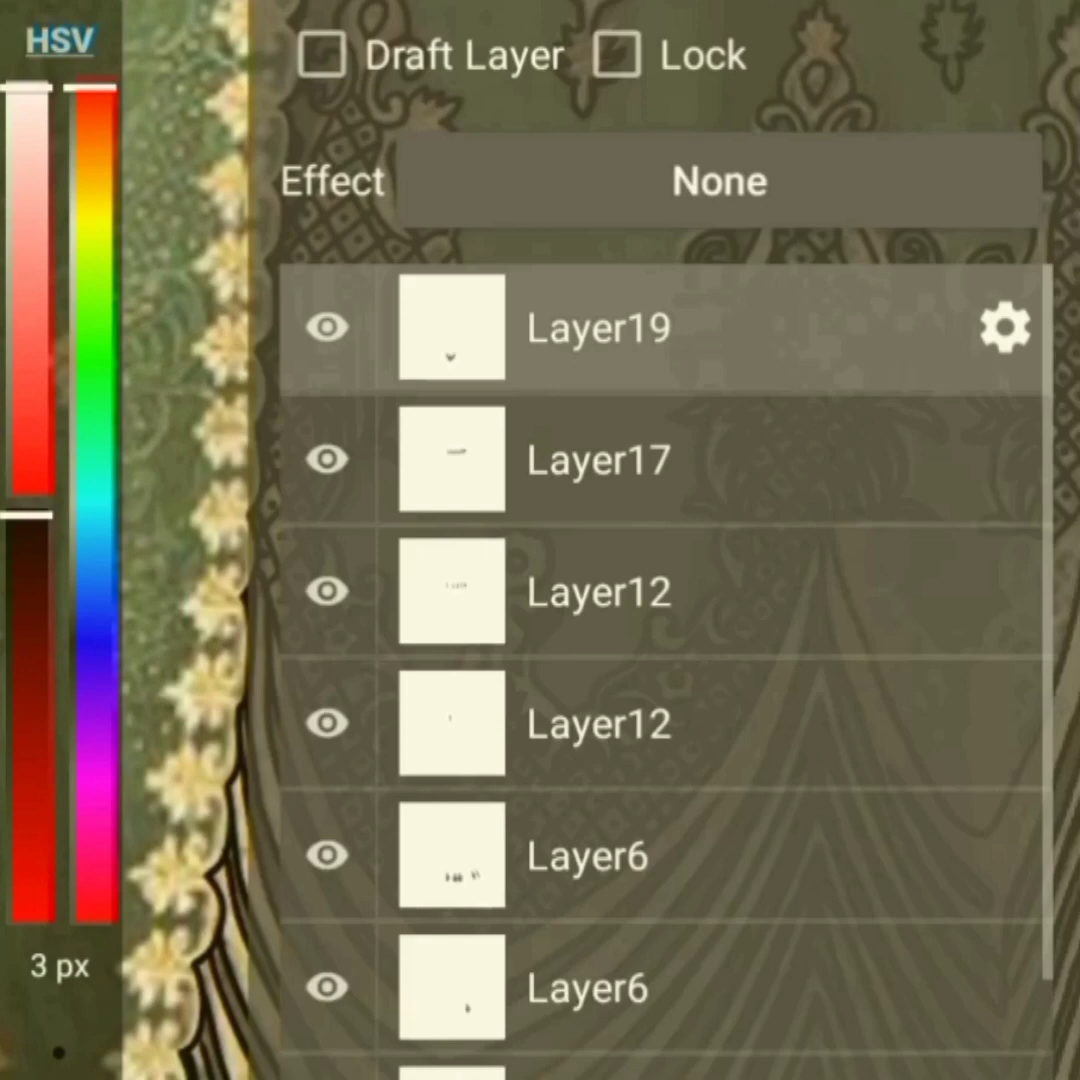 HSV
Draft Layer Lock
Effect None
Layer19
Layer17
Layer12
Layer12
Layer6
Layer6
3 px